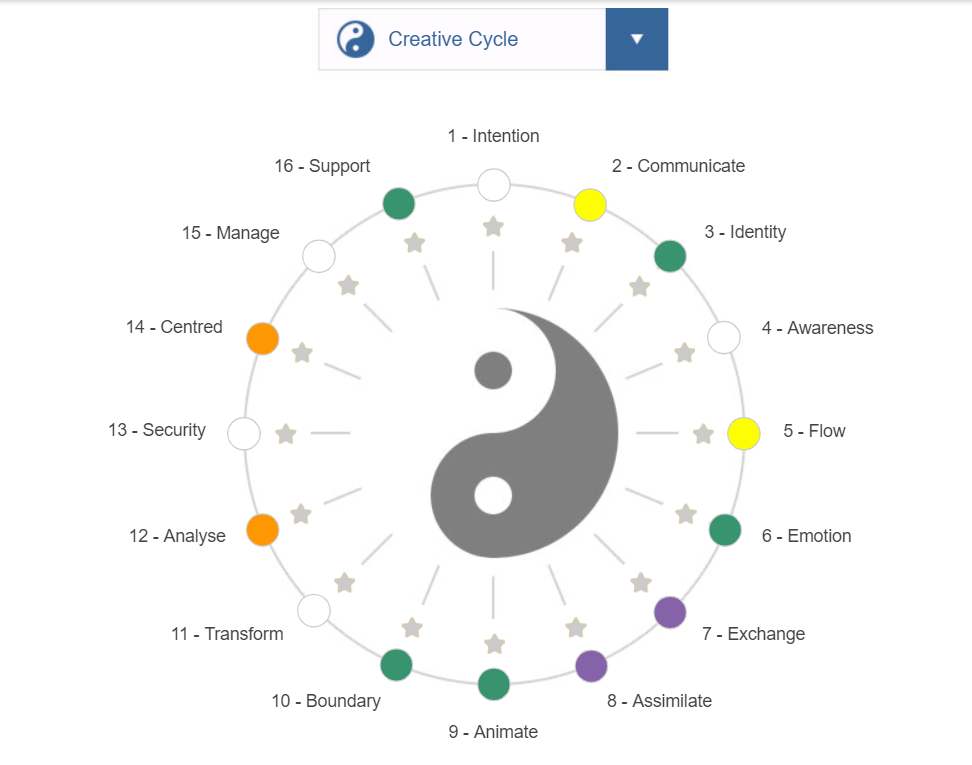 Creative Cycle
1 - Intention
2 - Communicate
3 - Identity
4 - Awareness
5 - Flow
6 - Emotion
7 - Exchange
8 - Assimilate
9 - Animate
10 - Boundary
11 - Transform
12 - Analyse
13 - Security
14 - Centred
15 - Manage
16 - Support